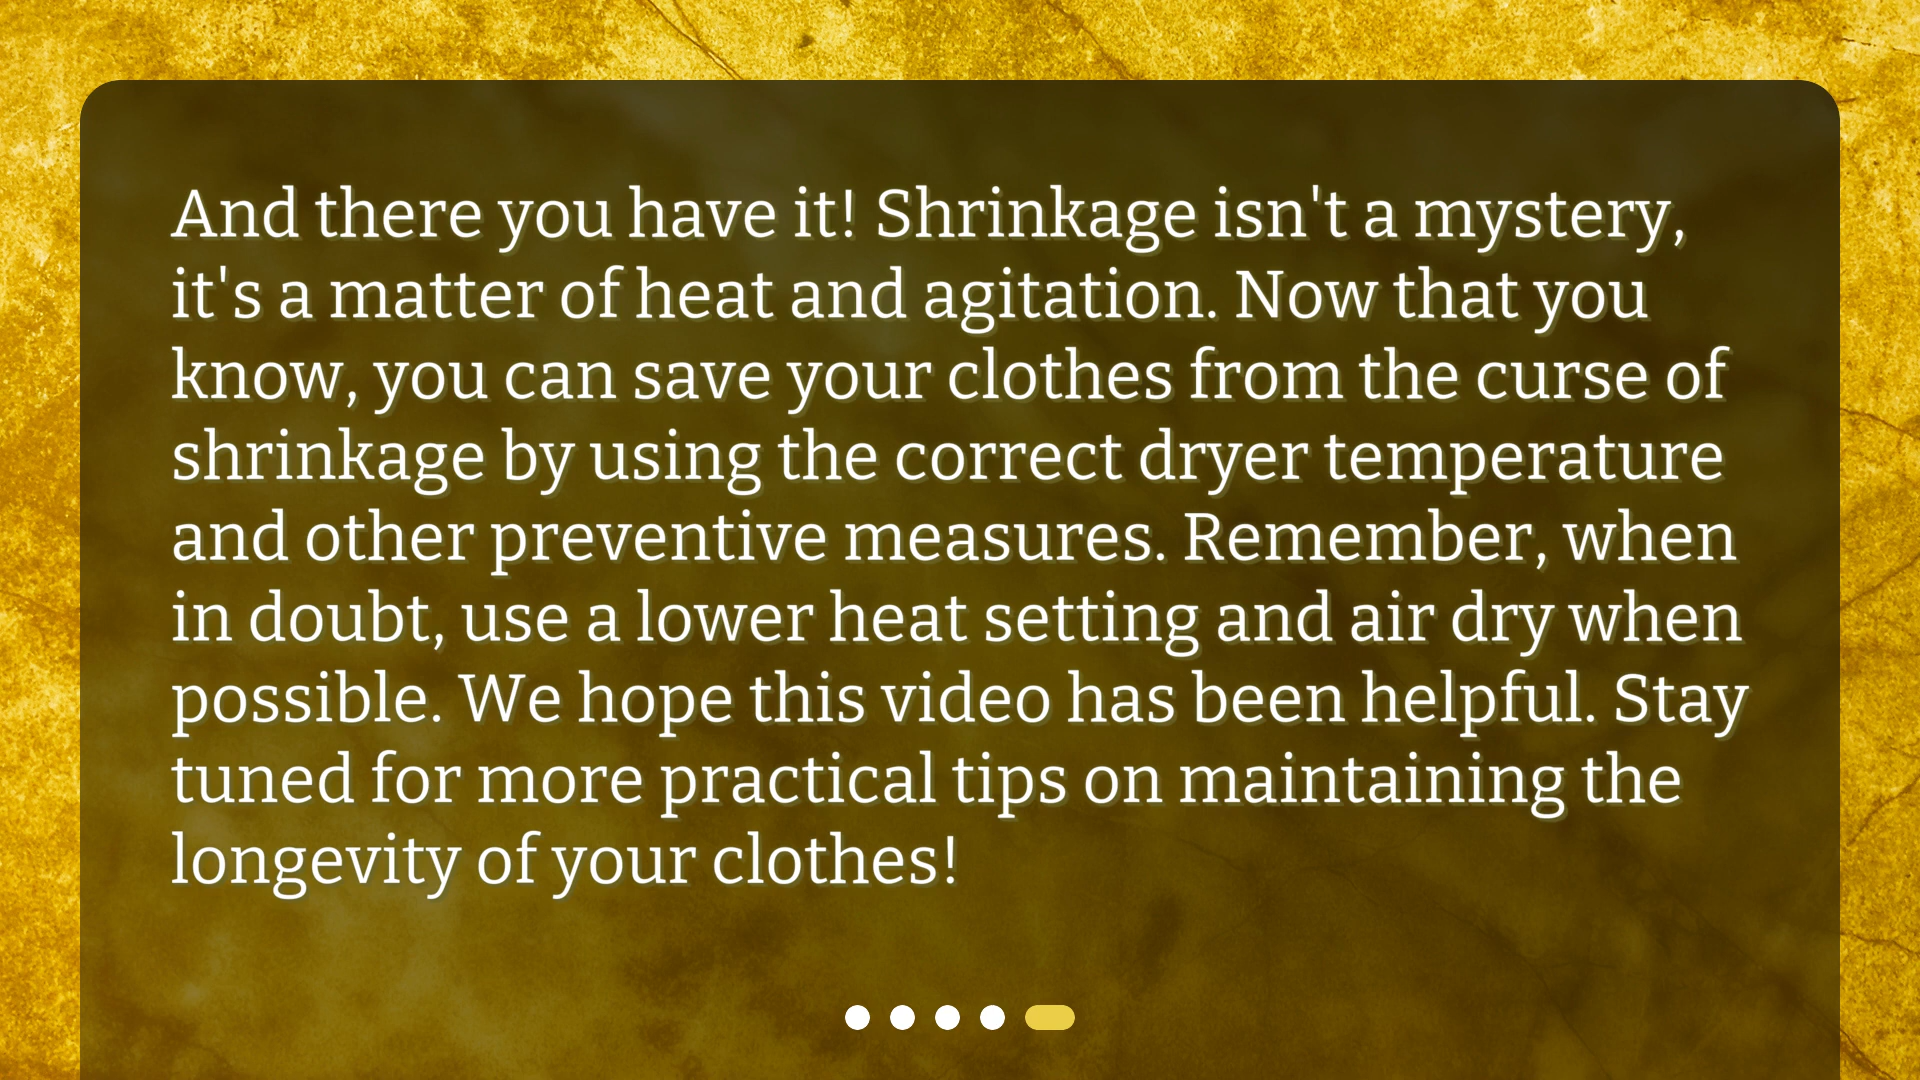 And there you have it! Shrinkage isn't a mystery,
it's a matter of heat and agitation. Now that you
know, you can save your clothes from the curse of
shrinkage by using the correct dryer temperature
and other preventive measures. Remember, when
in doubt, use a lower heat setting and air dry when
possible. We hope this video has been helpful. Stay
tuned for more practical tips on maintaining the
longevity of your clothes!